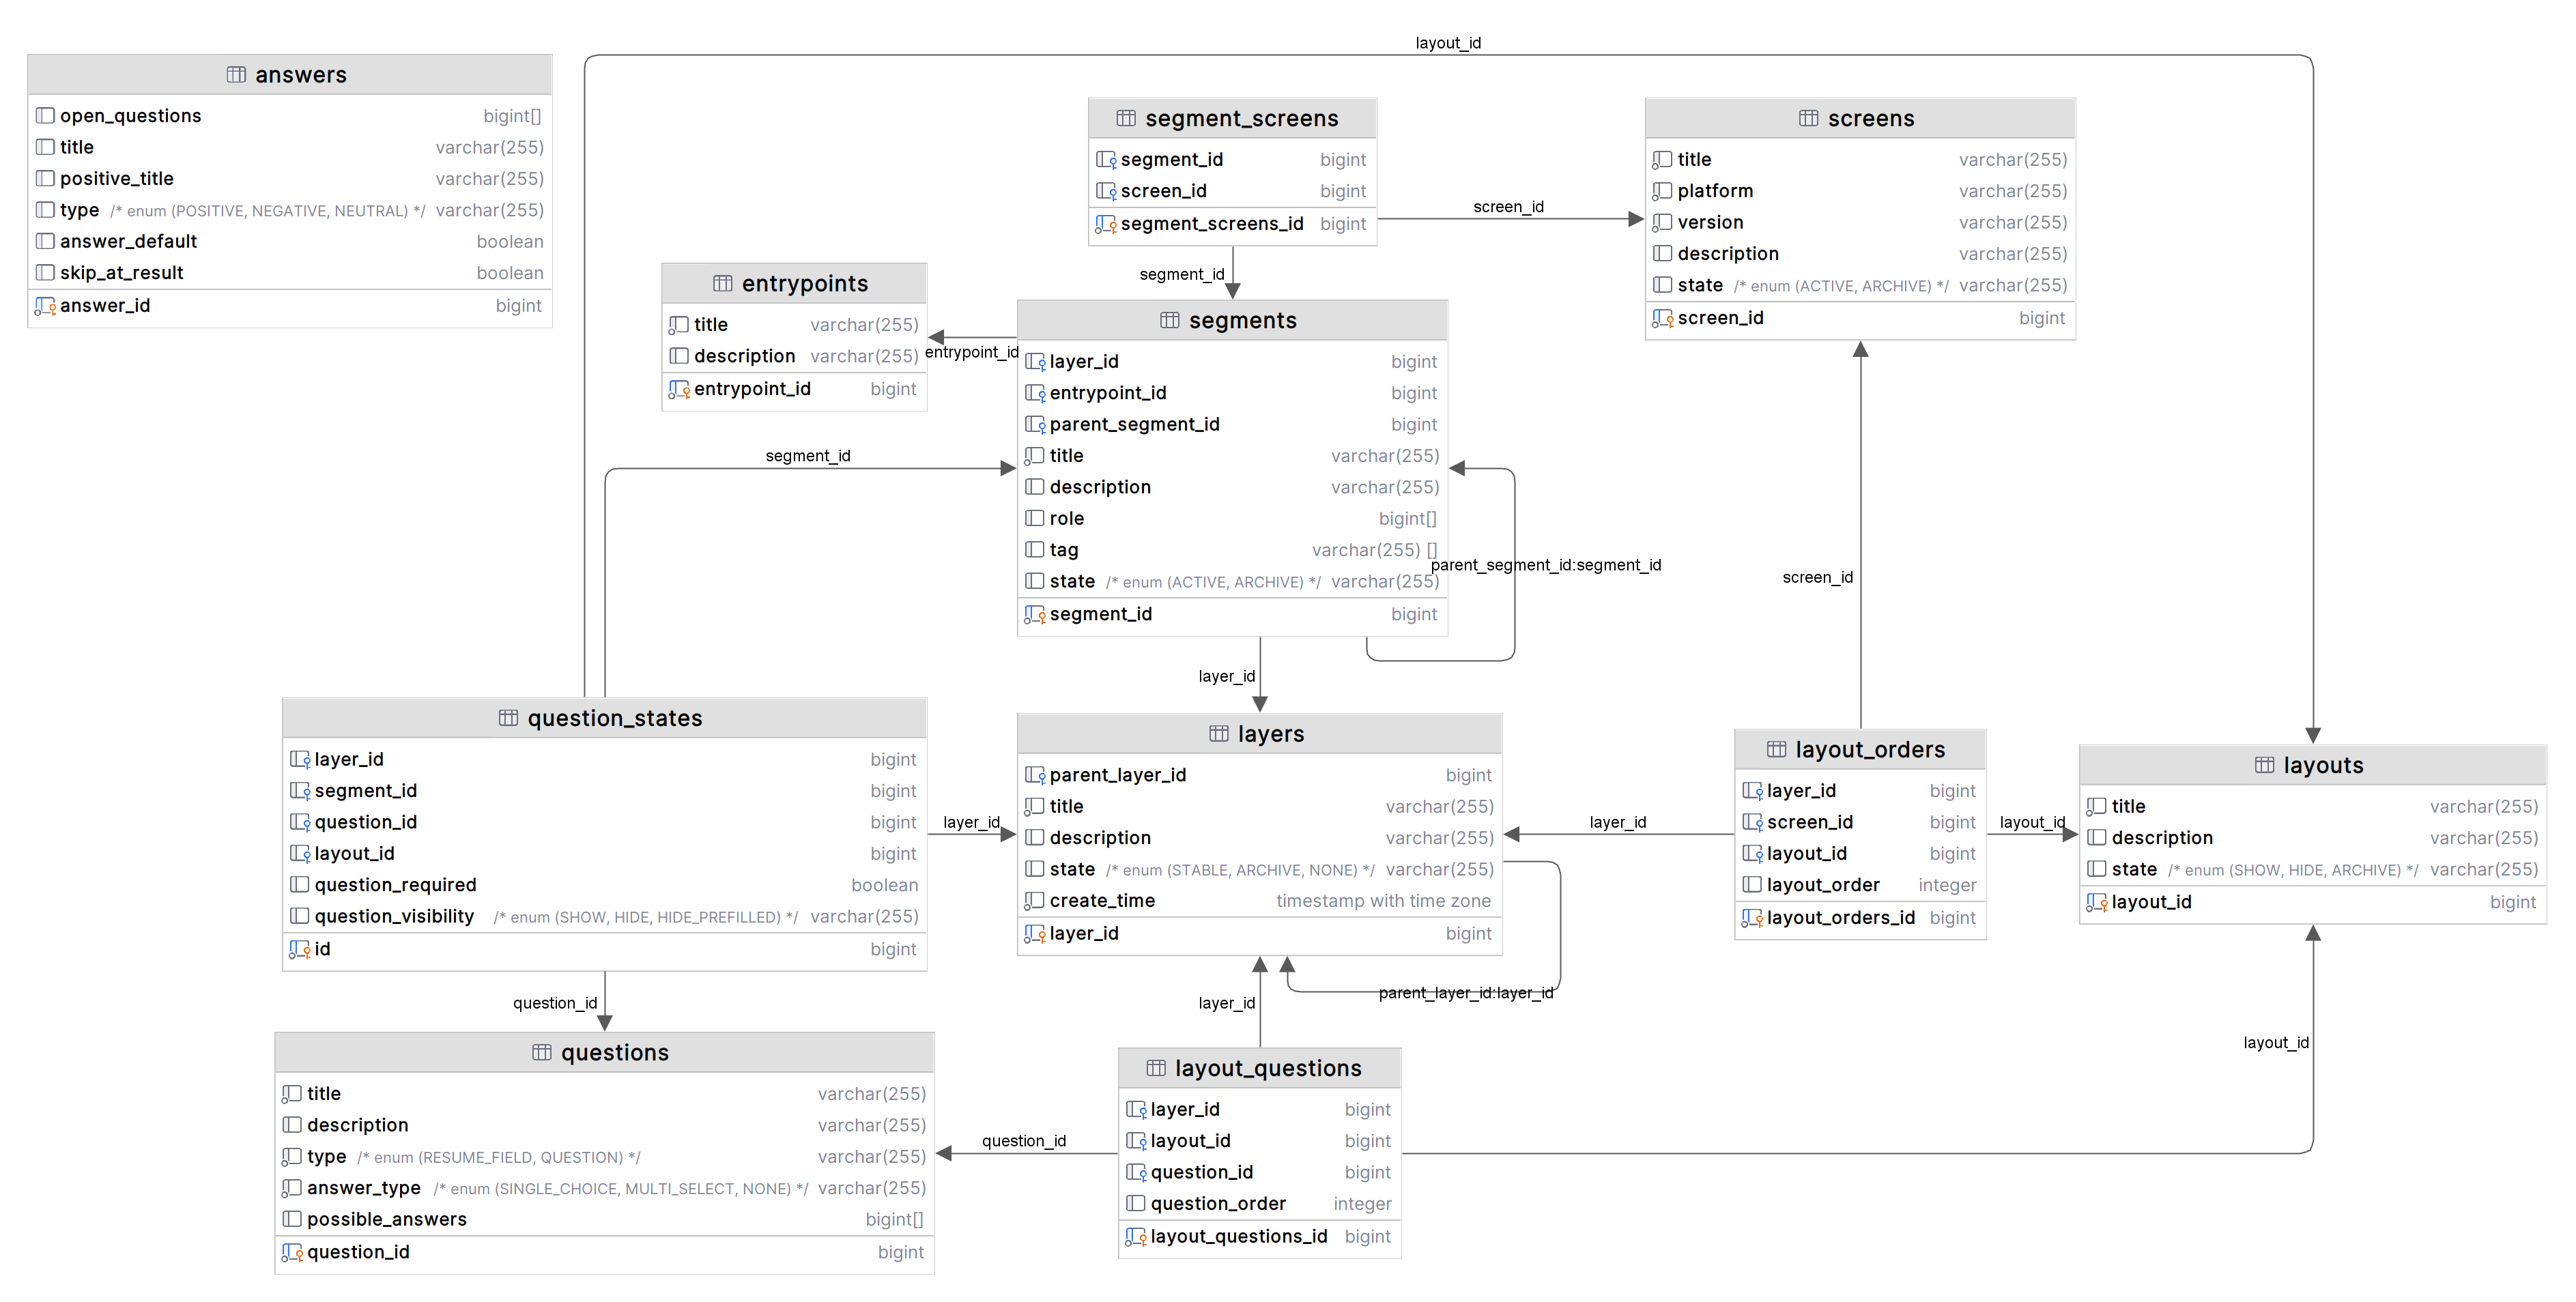 layout_id
answers
open_questions bigint[]
title varchar(255)
positive_title varchar(255)
type /* enum (POSITIVE, NEGATIVE, NEUTRAL) */ varchar(255)
answer_default boolean
skip_at_result boolean
answer_id bigint
segment_screens
segment_id bigint
screen_id bigint
segment_screens_id bigint
screen_id
segment_id
screens
title varchar(255)
platform varchar(255)
version varchar(255)
description varchar(255)
state /* enum (ACTIVE, ARCHIVE) */ varchar(255)
screen_id bigint
entrypoints
title varchar(255)
description varchar(255)
entrypoint_id bigint
entrypoint_id
segments
layer_id bigint
entrypoint_id bigint
parent_segment_id bigint
title varchar(255)
description varchar(255)
role bigint[]
tag varchar(255) []
state /* enum (ACTIVE, ARCHIVE) */ varchar(255)
segment_id bigint
segment_id
parent_segment_id:segment_id
screen_id
layer_id
question_states
layer_id bigint
segment_id bigint
question_id bigint
layout_id bigint
question_required boolean
question_visibility /* enum (SHOW, HIDE, HIDE_PREFILLED) */ varchar(255)
id bigint
layer_id
layers
parent_layer_id bigint
title varchar(255)
description varchar(255)
state /* enum (STABLE, ARCHIVE, NONE) */ varchar(255)
create_time timestamp with time zone
layer_id bigint
layer_id
layout_orders
layer_id bigint
screen_id bigint
layout_id bigint
layout_order integer
layout_orders_id bigint
layout_id
layouts
title varchar(255)
description varchar(255)
state /* enum (SHOW, HIDE, ARCHIVE) */ varchar(255)
layout_id bigint
question_id
layer_id
parent_layer_id:layer_id
layout_id
questions
title varchar(255)
description varchar(255)
type /* enum (RESUME_FIELD, QUESTION) */ varchar(255)
answer_type /* enum (SINGLE_CHOICE, MULTI_SELECT, NONE) */ varchar(255)
possible_answers bigint[]
question_id bigint
question_id
layout_questions
layer_id bigint
layout_id bigint
question_id bigint
question_order integer
layout_questions_id bigint